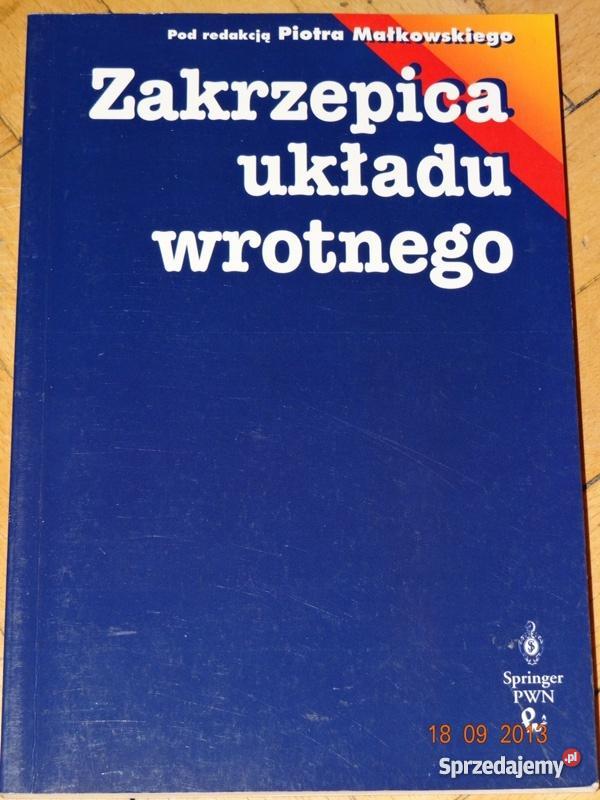 Pod redakcją Piotra Małkowskiego
Zakrzepica
układu
wrotnego
Springer
PWN
18 09 2013
Sprzedajemy.pl